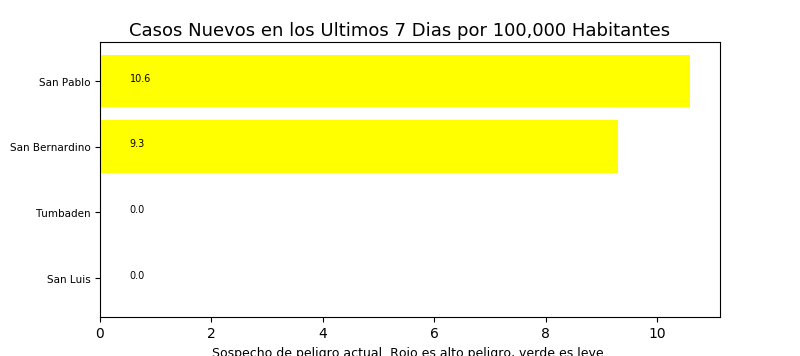 Casos Nuevos en los Ultimos 7 Dias por 100,000 Habitantes
San Pablo 10.6
San Bernardino 9.3
Tumbaden 0.0
San Luis 0.0
0 2 4 6 8 10
Sospecho de peligro actual. Rojo es alto peligro, verde es leve